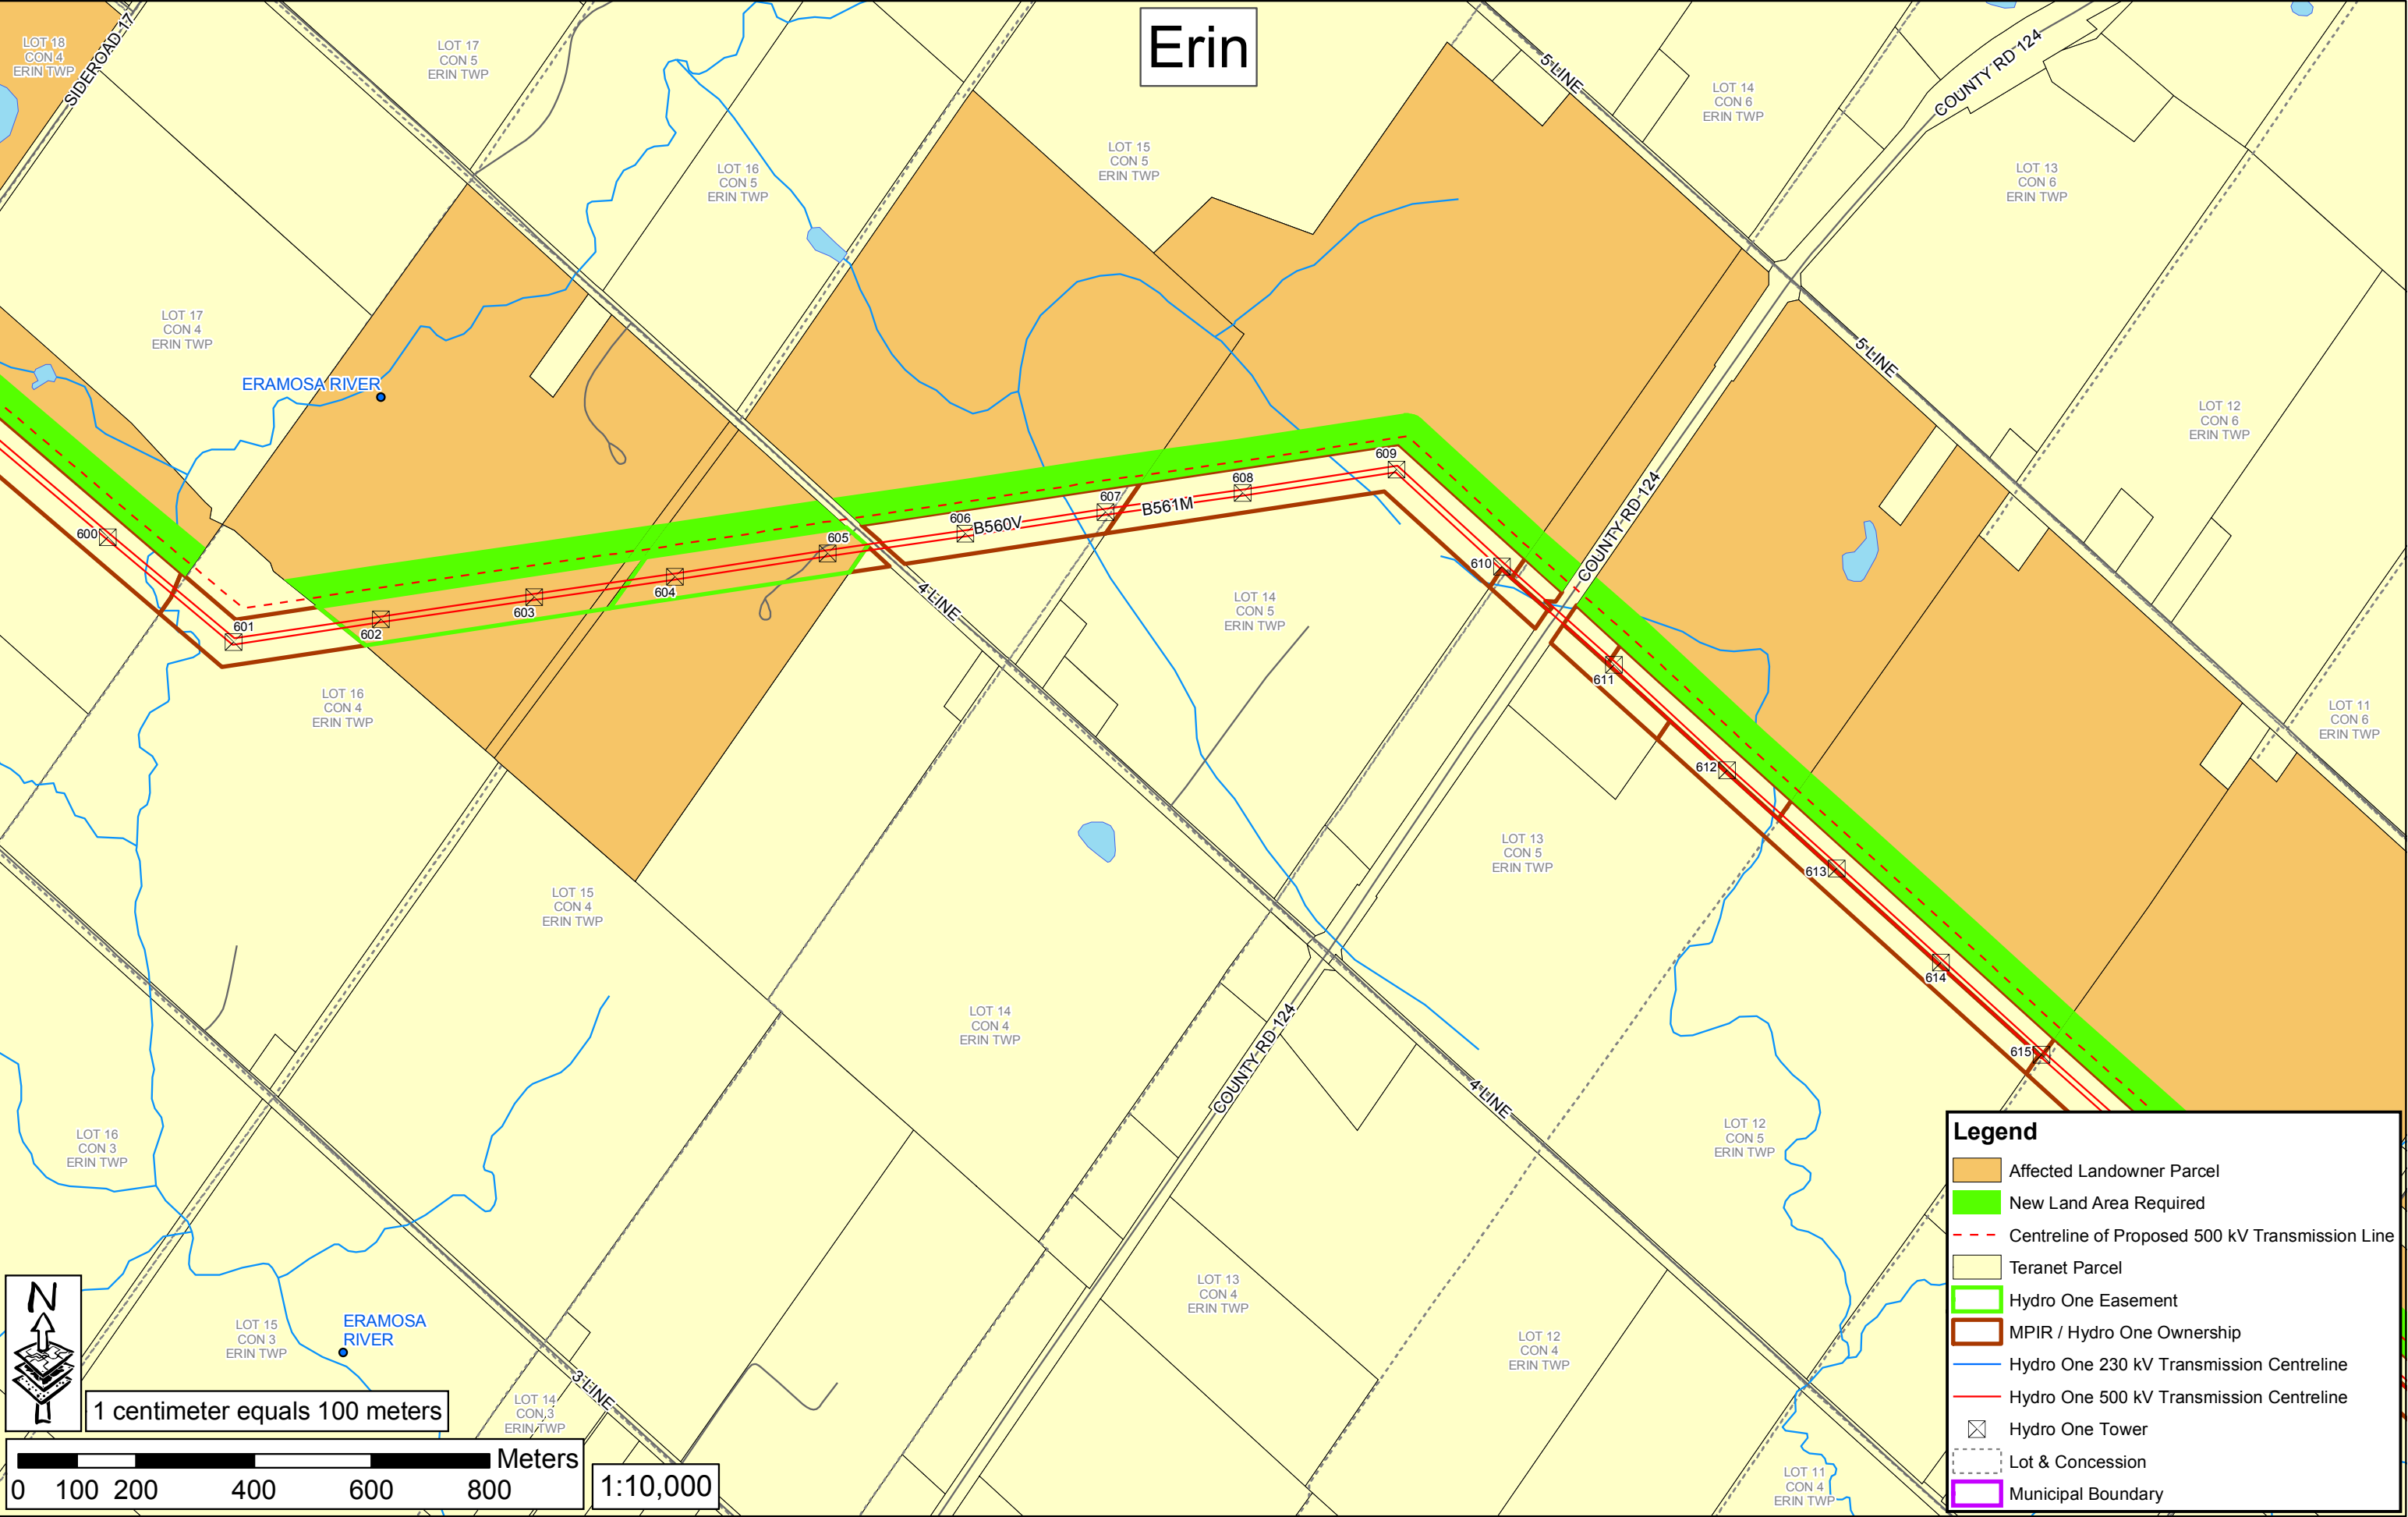 Erin
LOT 18
CON 4
ERIN TWP
SIDEROAD 17
LOT 17
CON 5
ERIN TWP
LOT 16
CON 5
ERIN TWP
LOT 15
CON 5
ERIN TWP
5 LINE
LOT 14
CON 6
ERIN TWP
COUNTY RD 124
LOT 13
CON 6
ERIN TWP
LOT 17
CON 4
ERIN TWP
ERAMOSA RIVER
5 LINE
LOT 12
CON 6
ERIN TWP
LOT 11
CON 6
ERIN TWP
600
601
602
603
604
605
606
B560V
607
B561M
608
609
610
COUNTY RD 124
611
612
613
614
615
4 LINE
LOT 14
CON 5
ERIN TWP
LOT 16
CON 4
ERIN TWP
LOT 15
CON 4
ERIN TWP
LOT 13
CON 5
ERIN TWP
LOT 14
CON 4
ERIN TWP
COUNTY RD 124
4 LINE
LOT 12
CON 5
ERIN TWP
LOT 16
CON 3
ERIN TWP
LOT 15
CON 3
ERIN TWP
ERAMOSA
RIVER
LOT 13
CON 4
ERIN TWP
LOT 12
CON 4
ERIN TWP
3 LINE
LOT 14
CON 3
ERIN TWP
LOT 11
CON 4
ERIN TWP
N
1 centimeter equals 100 meters
Meters
0 100 200 400 600 800
1:10,000
Legend
Affected Landowner Parcel
New Land Area Required
Centreline of Proposed 500 kV Transmission Line
Teranet Parcel
Hydro One Easement
MPIR / Hydro One Ownership
Hydro One 230 kV Transmission Centreline
Hydro One 500 kV Transmission Centreline
Hydro One Tower
Lot & Concession
Municipal Boundary